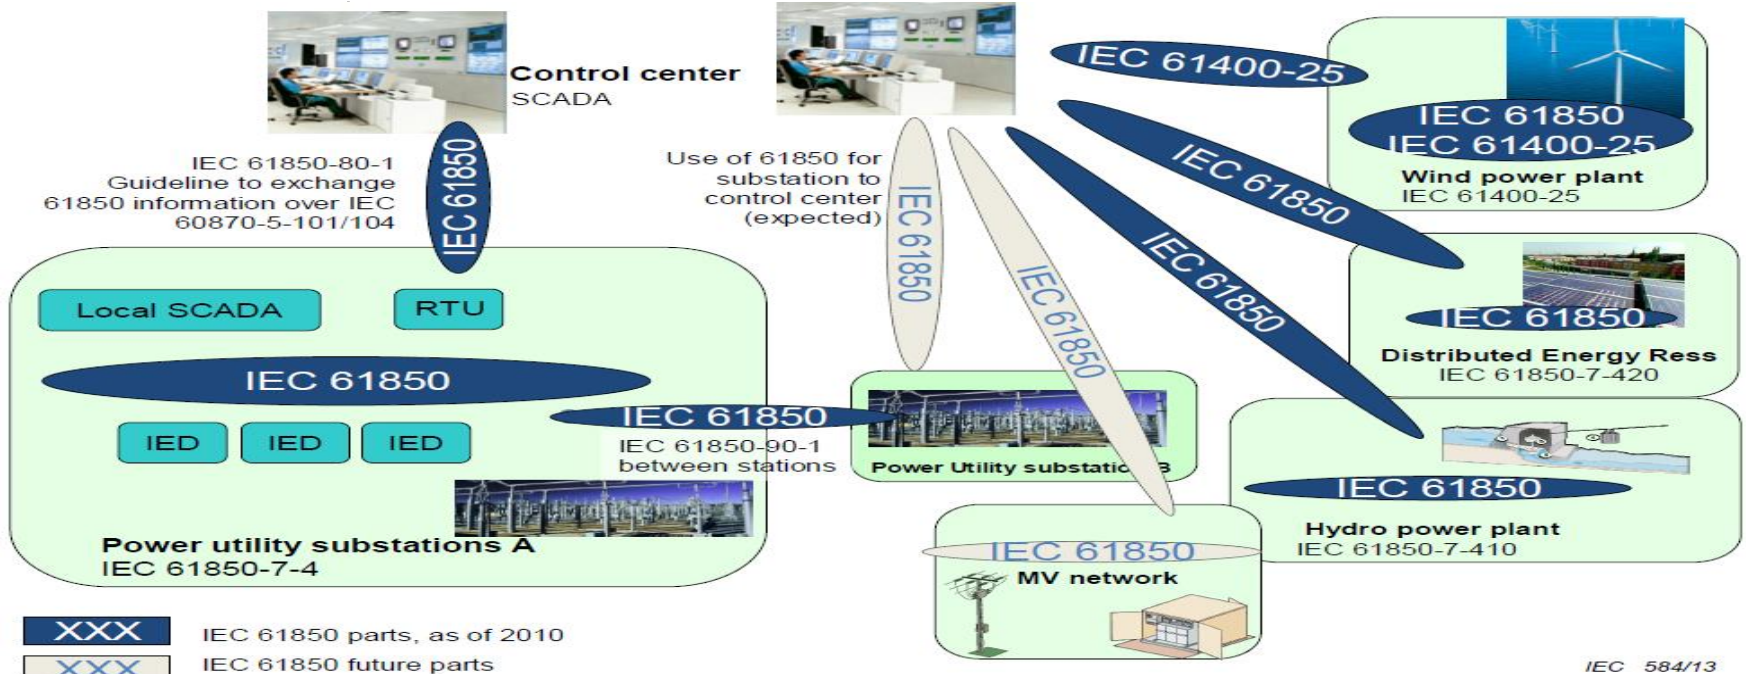 Control center
SCADA
IEC 61850-80-1
Guideline to exchange
61850 information over IEC
60870-5-101/104
IEC 61850
Local SCADA
RTU
IEC 61850
IED
IED
IED
Power utility substations A
IEC 61850-7-4
IEC 61850
IEC 61850-90-1
between stations
Use of 61850 for
substation to
control center
(expected)
IEC 61850
IEC 61850
IEC 61850
IEC 61850
IEC 61400-25
IEC 61850
IEC 61400-25
Wind power plant
IEC 61400-25
IEC 61850
Distributed Energy Ress
IEC 61850-7-420
IEC 61850
Hydro power plant
IEC 61850-7-410
Power Utility substation B
IEC 61850
MV network
XXX
IEC 61850 parts, as of 2010
XXX
IEC 61850 future parts
IEC 584/13